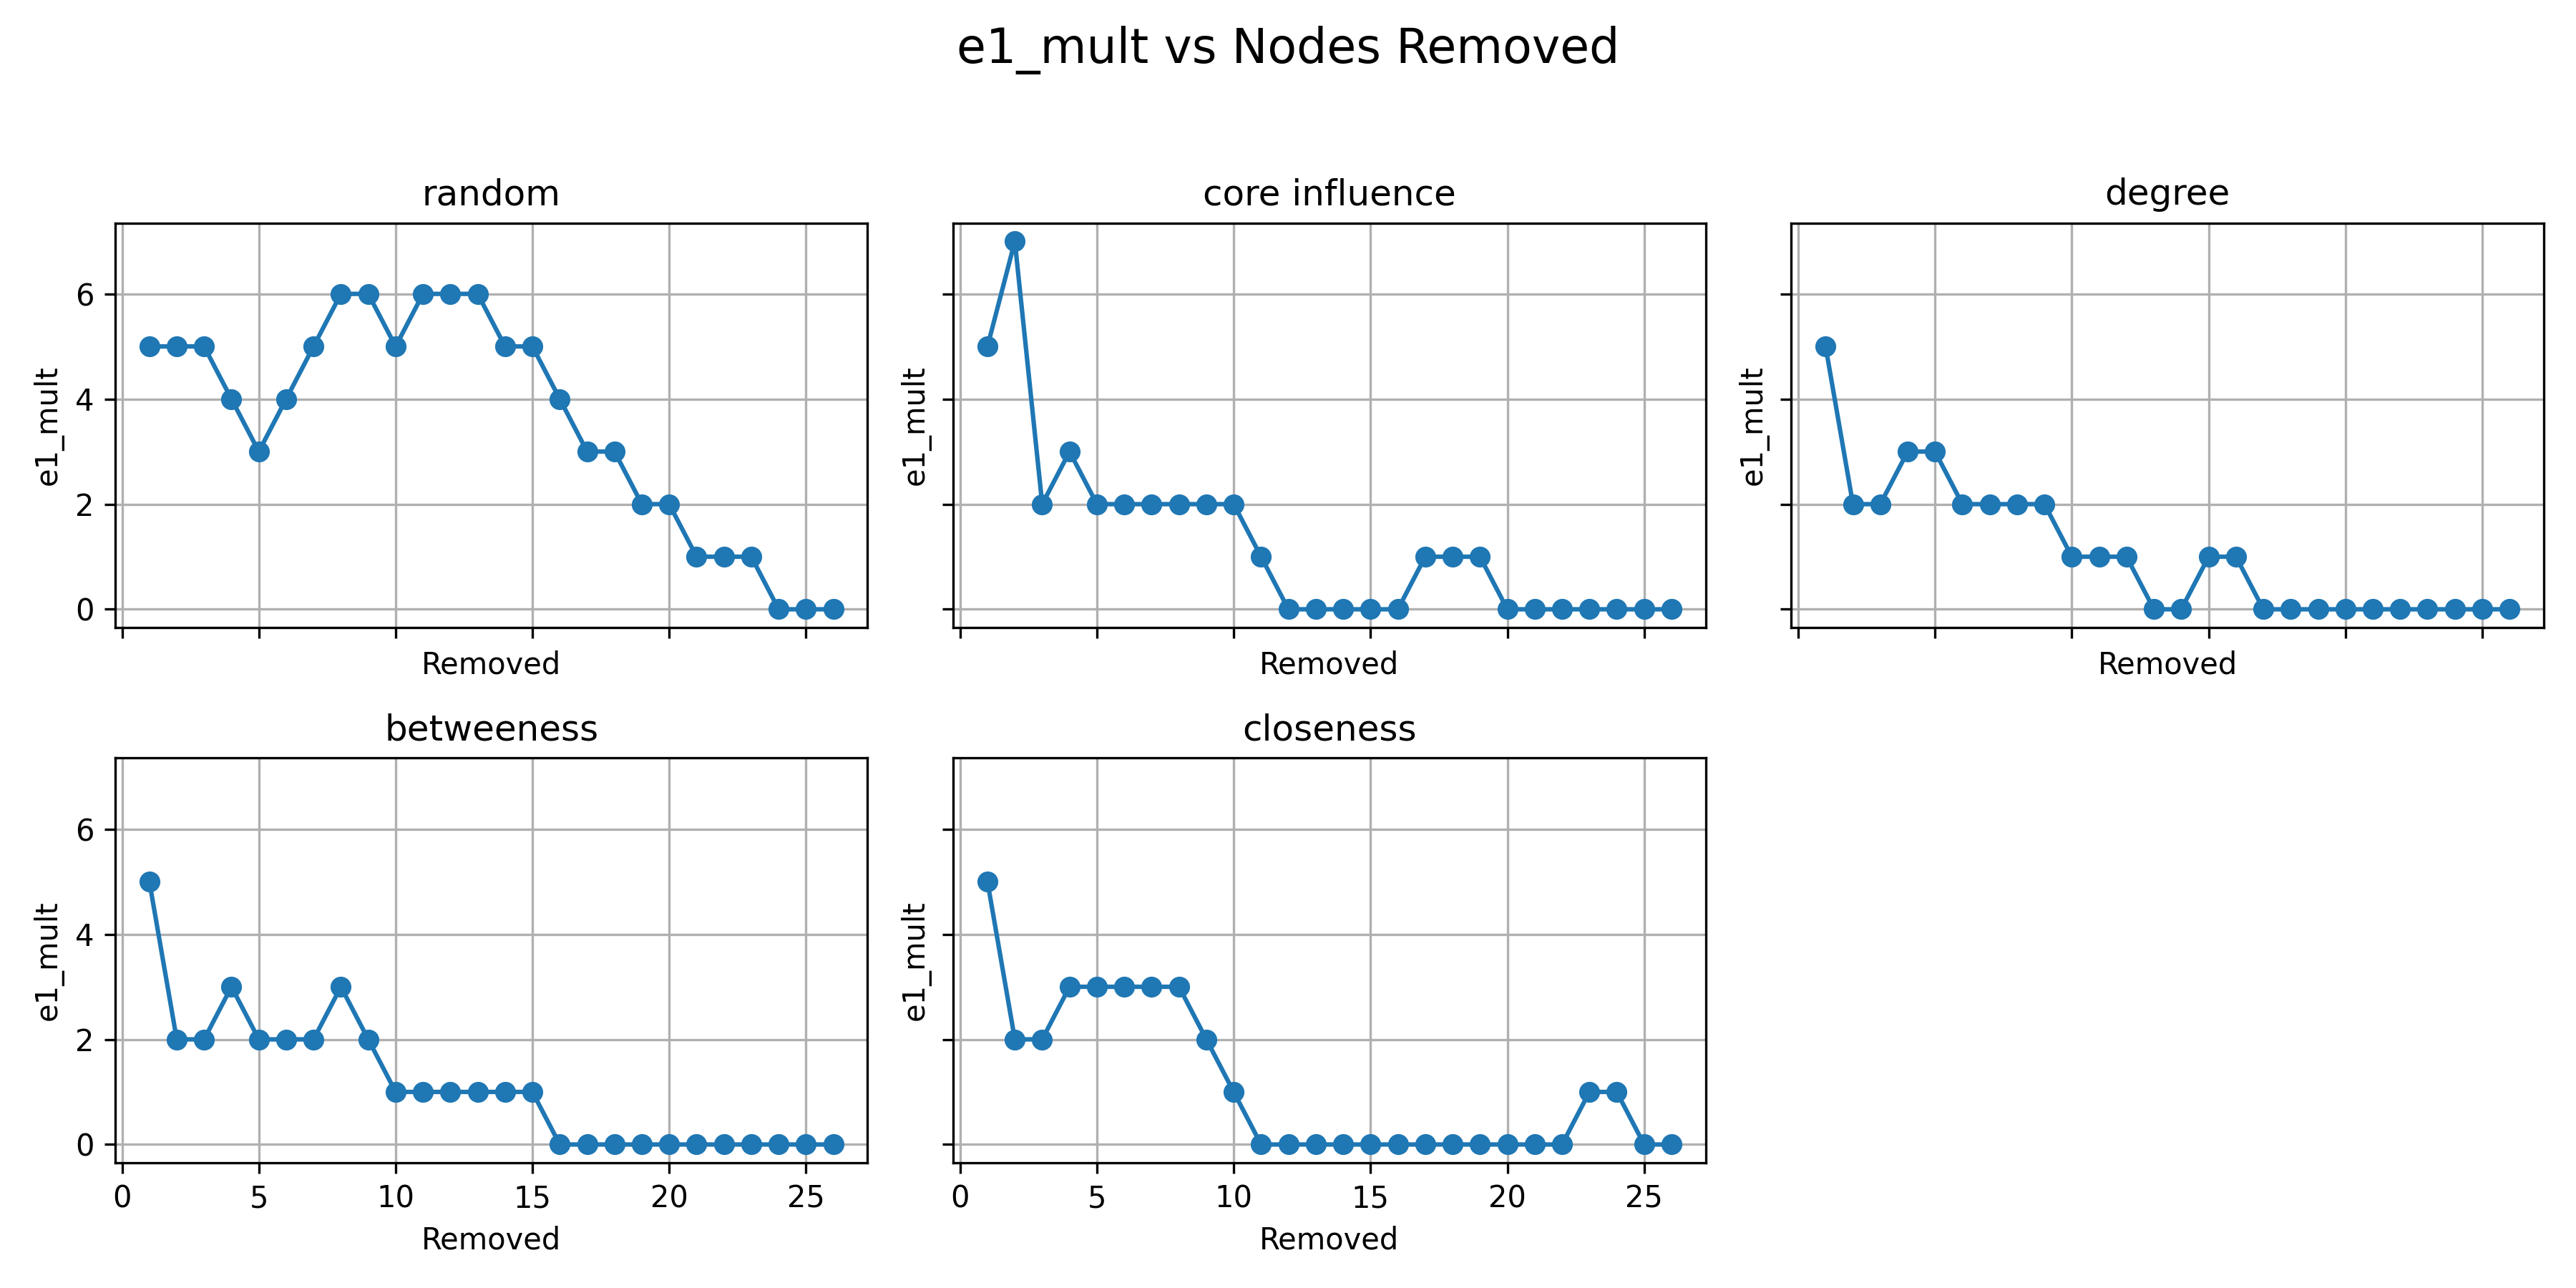 e1_mult vs Nodes Removed
random
core influence
degree
e1_mult
6
4
2
0
Removed
e1_mult
Removed
e1_mult
Removed
betweeness
closeness
e1_mult
6
4
2
0
0 5 10 15 20 25
Removed
e1_mult
0 5 10 15 20 25
Removed